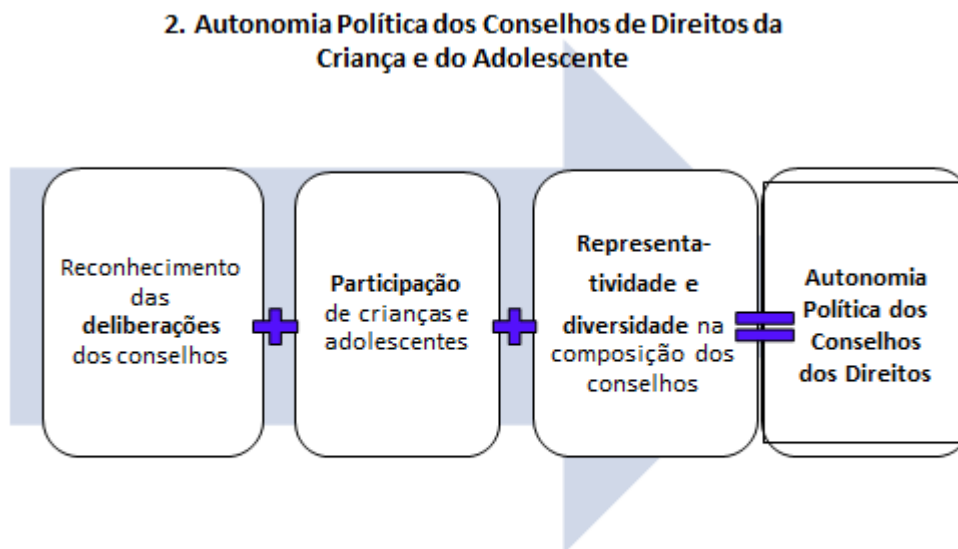 2. Autonomia Política dos Conselhos de Direitos da
Criança e do Adolescente
Reconhecimento
das
deliberações
dos conselhos
Participação
de crianças e
adolescentes
Representa-
tividade e
diversidade na
composição dos
conselhos
Autonomia
Política dos
Conselhos
dos Direitos